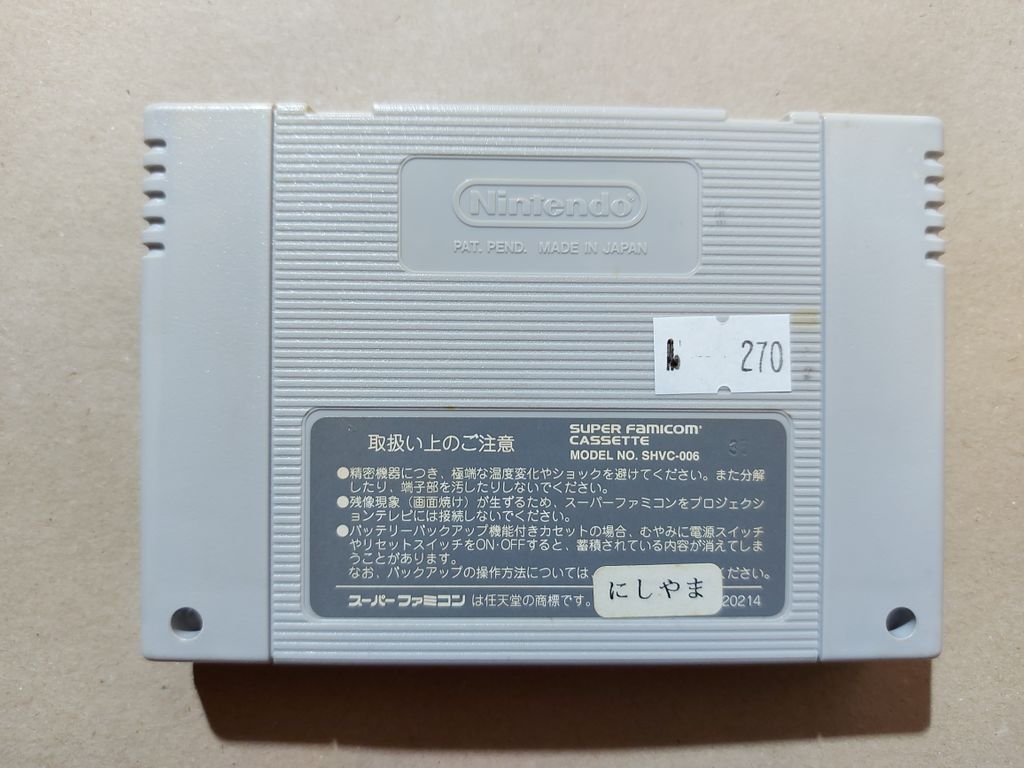 Nintendo®
PAT. PEND. MADE IN JAPAN
270
取扱い上のご注意
SUPER FAMICOM®
CASSETTE
MODEL NO. SHVC-006
●精密機器につき、極端な温度変化やショックを避けてください。また分解
したり、端子部を汚したりしないでください。
●残像現象（画面焼け）が生ずるため、スーパーファミコンをプロジェクシ
ョンテレビには接続しないでください。
●バッテリーバックアップ機能付きカセットの場合、むやみに電源スイッチ
やリセットスイッチをON·OFFすると、蓄積されている内容が消えてしま
うことがあります。
なお、バックアップの操作方法については、 ください。
にしやま
スーパーファミコン は任天堂の商標です。 20214